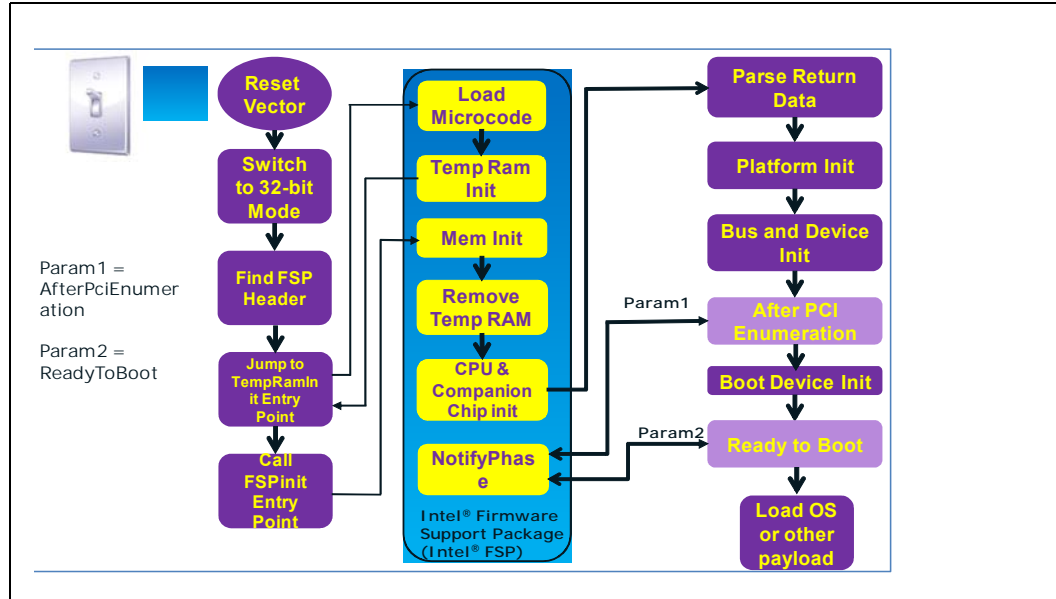 Reset
Vector
Switch
to 32-bit
Mode
Find FSP
Header
Jump to
TempRamIn
it Entry
Point
Call
FSPinit
Entry
Point
Param1 =
AfterPciEnumer
ation
Param2 =
ReadyToBoot
Load
Microcode
Temp Ram
Init
Mem Init
Remove
Temp RAM
CPU &
Companion
Chip init
NotifyPhas
e
Intel® Firmware
Support Package
(Intel® FSP)
Param1
Param2
Parse Return
Data
Platform Init
Bus and Device
Init
After PCI
Enumeration
Boot Device Init
Ready to Boot
Load OS
or other
payload